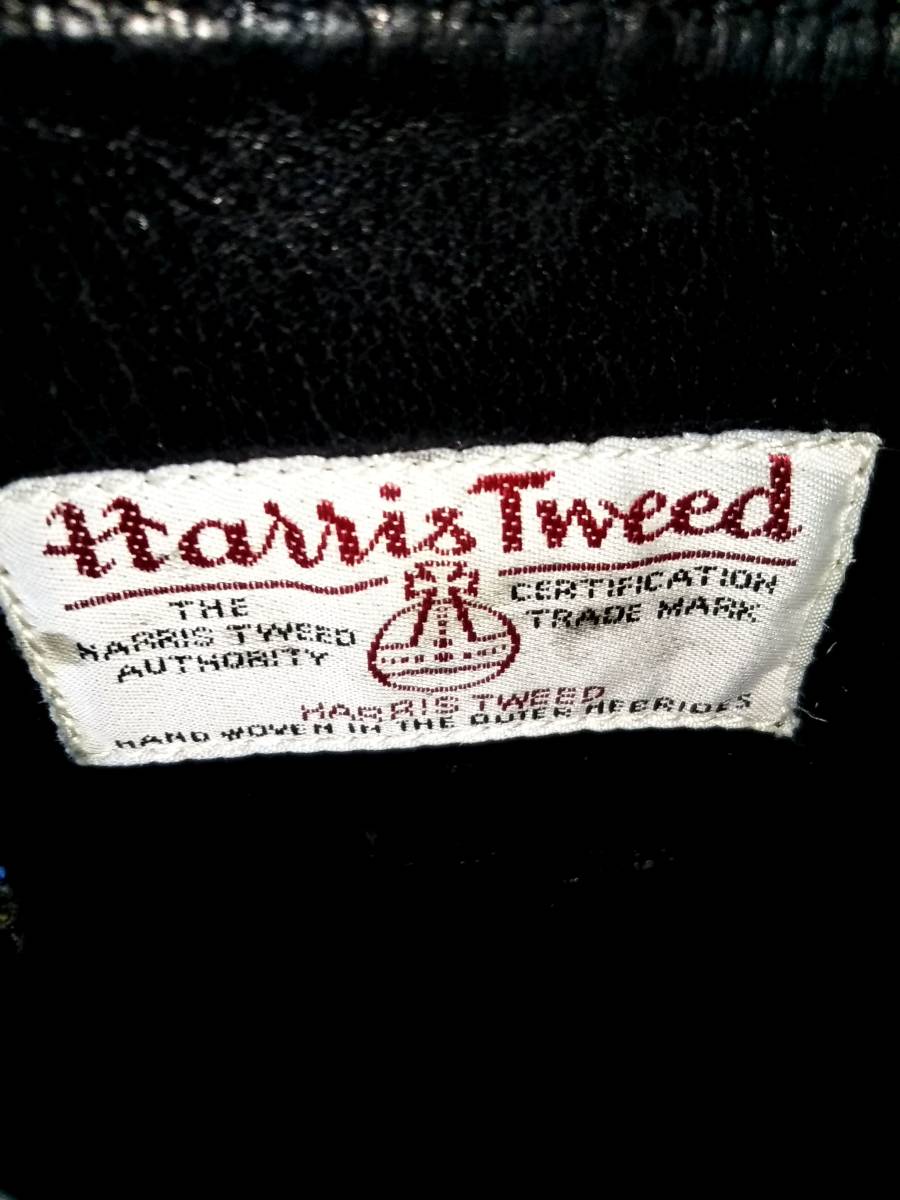 Harris Tweed
THE
HARRIS TWEED
AUTHORITY
CERTIFICATION
TRADE MARK
HARRIS TWEED
HAND WOVEN IN THE OUTER HEBRIDES